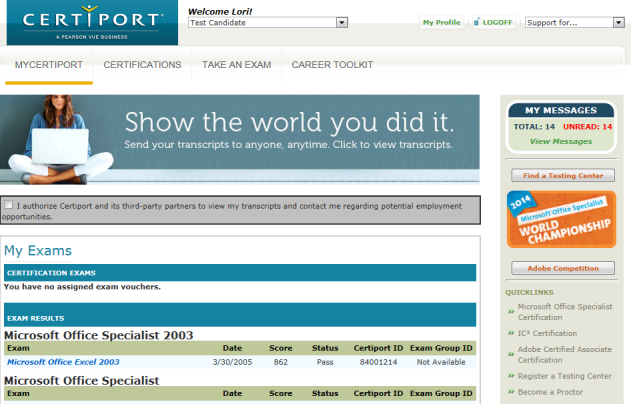 CERTIPORT
A PEARSON VUE BUSINESS
Welcome Lori!
Test Candidate
My Profile
LOGOFF
Support for...
MYCERTIPORT
CERTIFICATIONS
TAKE AN EXAM
CAREER TOOLKIT
Show the world you did it.
Send your transcripts to anyone, anytime. Click to view transcripts.
I authorize Certiport and its third-party partners to view my transcripts and contact me regarding potential employment
opportunities.
My Exams
CERTIFICATION EXAMS
You have no assigned exam vouchers.
EXAM RESULTS
Microsoft Office Specialist 2003
Exam Date Score Status Certiport ID Exam Group ID
Microsoft Office Excel 2003 3/30/2005 862 Pass 84001214 Not Available
Microsoft Office Specialist
Exam Date Score Status Certiport ID Exam Group ID
MY MESSAGES
TOTAL: 14 UNREAD: 14
View Messages
Find a Testing Center
2014
Microsoft Office Specialist
WORLD
CHAMPIONSHIP
Adobe Competition
QUICKLINKS
» Microsoft Office Specialist
Certification
» IC³ Certification
» Adobe Certified Associate
Certification
» Register a Testing Center
» Become a Proctor